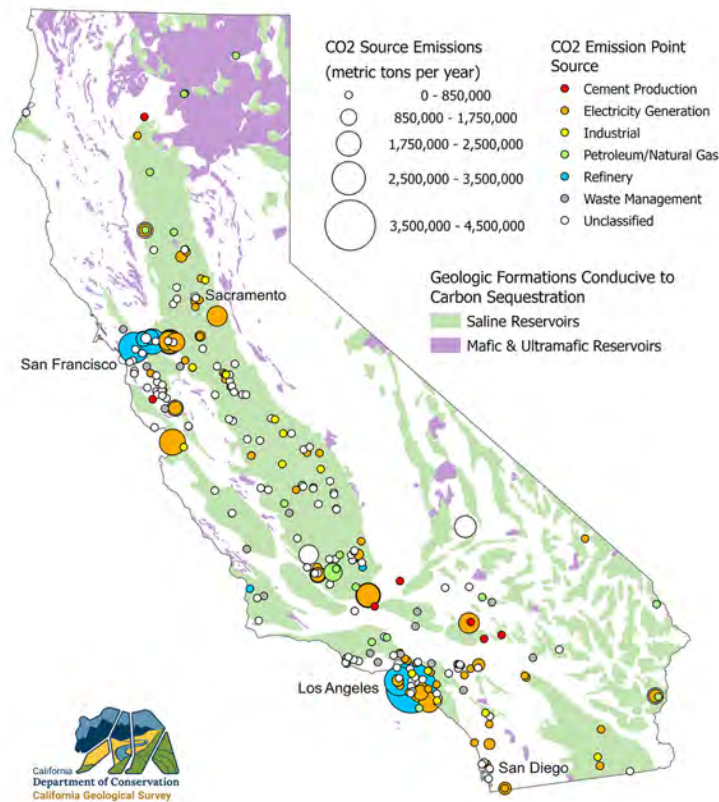 CO2 Source Emissions
(metric tons per year)
0 - 850,000
850,000 - 1,750,000
1,750,000 - 2,500,000
2,500,000 - 3,500,000
3,500,000 - 4,500,000
CO2 Emission Point
Source
Cement Production
Electricity Generation
Industrial
Petroleum/Natural Gas
Refinery
Waste Management
Unclassified
Geologic Formations Conducive to
Carbon Sequestration
Saline Reservoirs
Mafic & Ultramafic Reservoirs
Sacramento
San Francisco
Los Angeles
San Diego
California
Department of Conservation
California Geological Survey